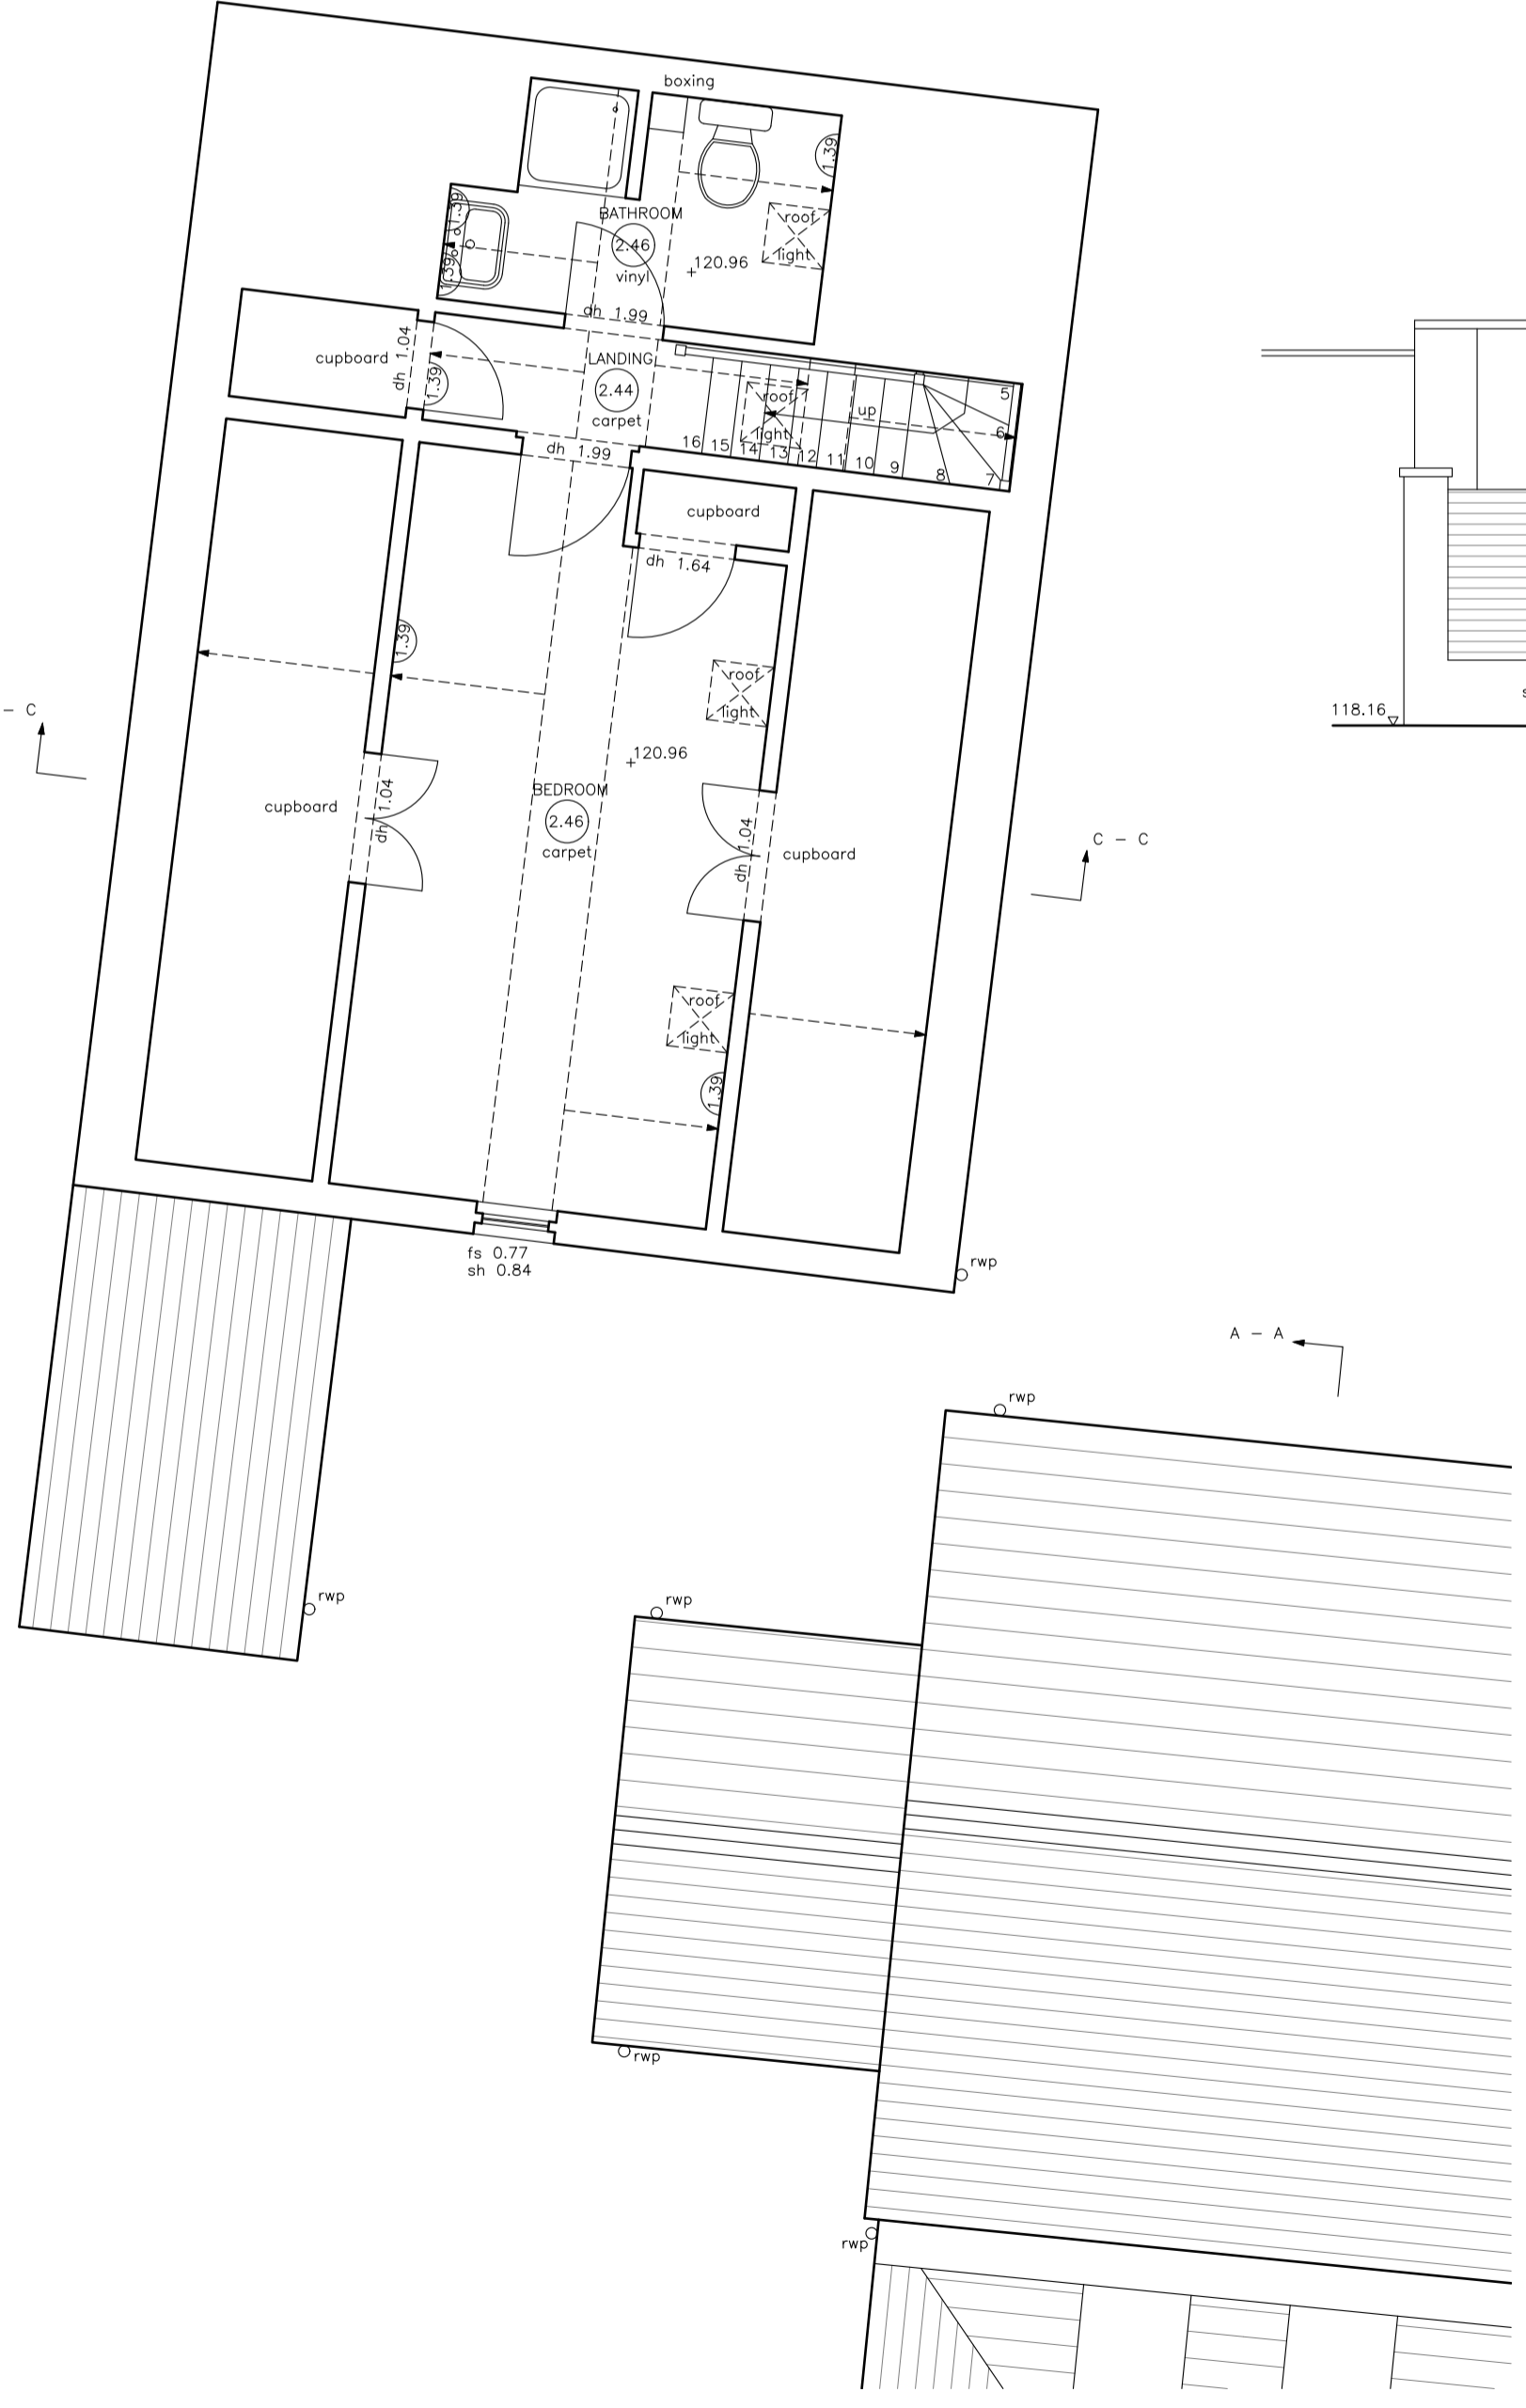 boxing
1.39
1.39
1.39
BATHROOM
2.46
vinyl
120.96
roof
light
dh 1.99
cupboard
dh 1.04
1.39
LANDING
2.44
carpet
roof
light
up
5
6
7
8
9
10
11
12
13
14
15
16
dh 1.99
cupboard
dh 1.64
1.39
roof
light
- C
118.16
s
120.96
BEDROOM
2.46
carpet
cupboard
dh 1.04
dh 1.04
cupboard
C - C
roof
light
1.39
fs 0.77
sh 0.84
rwp
A - A
rwp
rwp
rwp
rwp
rwp